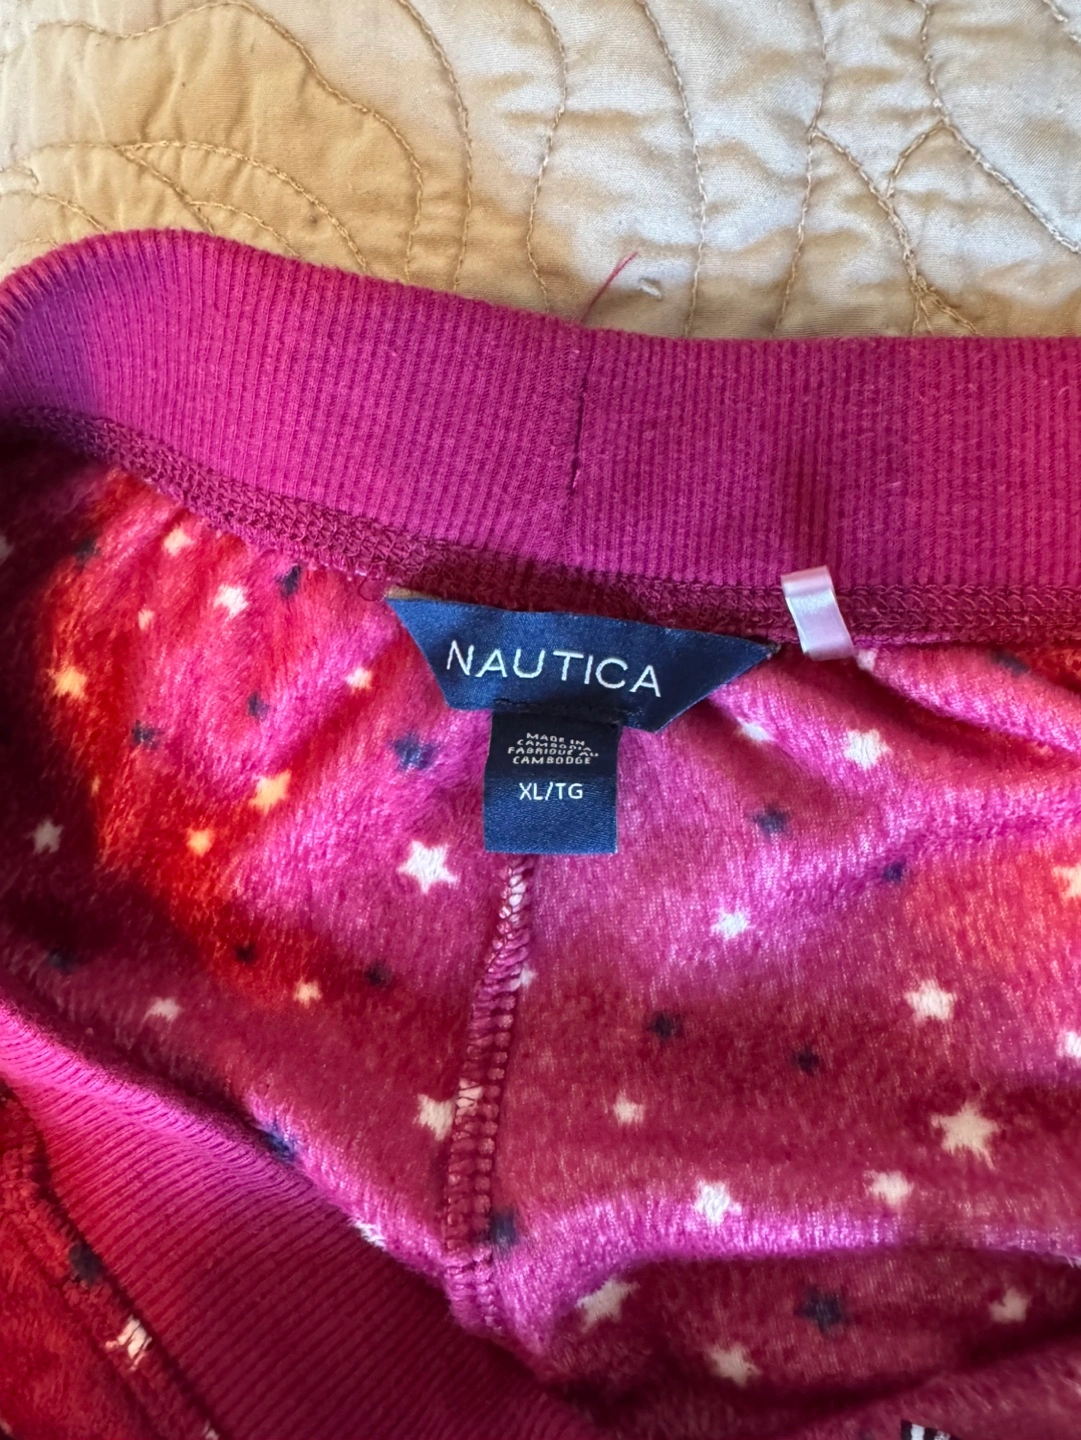 NAUTICA
MADE IN
CAMBODIA
FABRIQUÉ AU
CAMBODGE
XL/TG